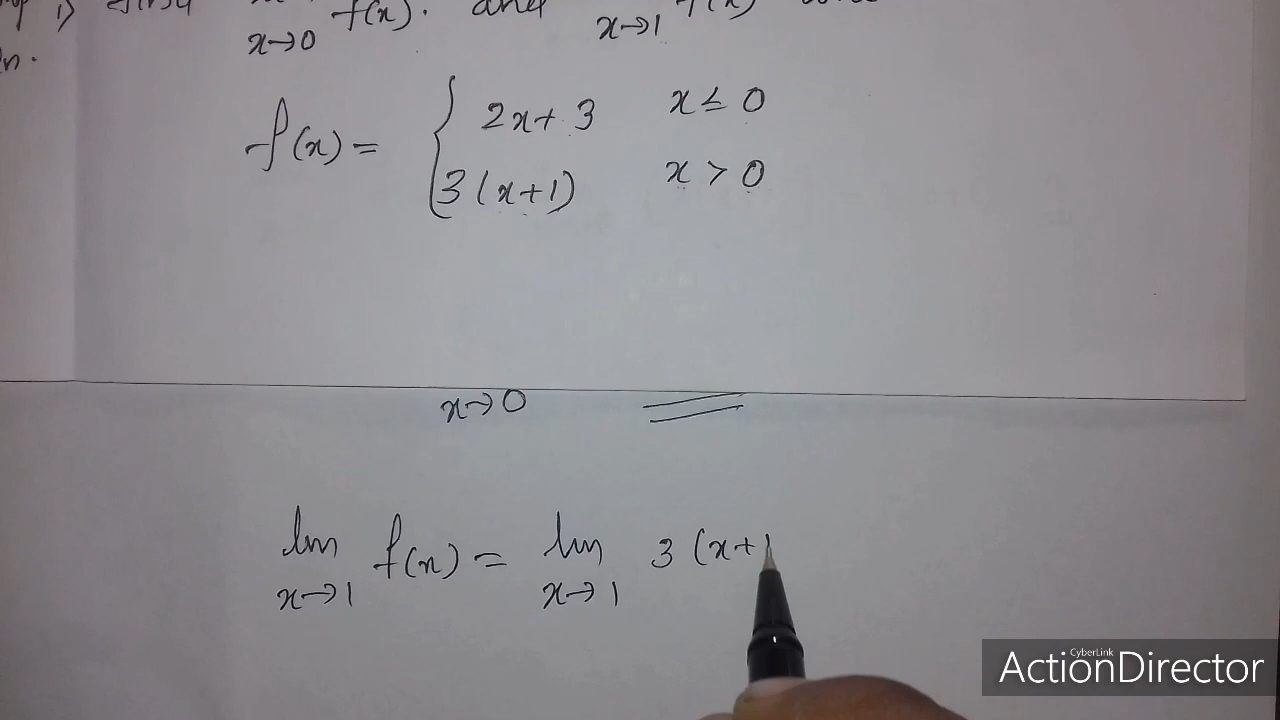 f(x). and
x→0 x→1 f(x)
f(x) = { 2x+3 x ≤ 0
3(x+1) x > 0
x→0
lim f(x) = lim 3(x+1
x→1 x→1
CyberLink
ActionDirector